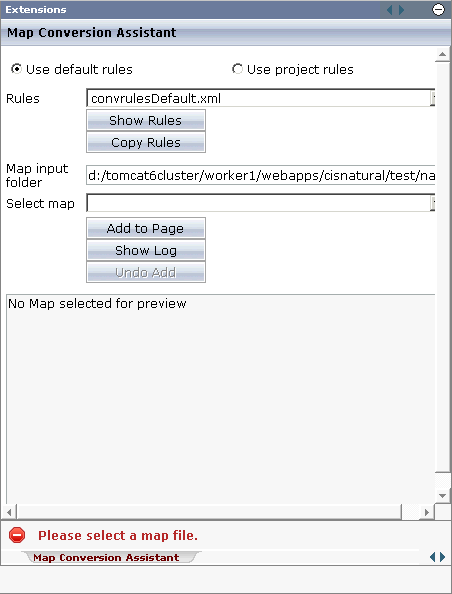 Extensions
Map Conversion Assistant
Use default rules Use project rules
Rules convrulesDefault.xml
Show Rules
Copy Rules
Map input folder d:/tomcat6cluster/worker1/webapps/cisnatural/test/na
Select map
Add to Page
Show Log
Undo Add
No Map selected for preview
Please select a map file.
Map Conversion Assistant